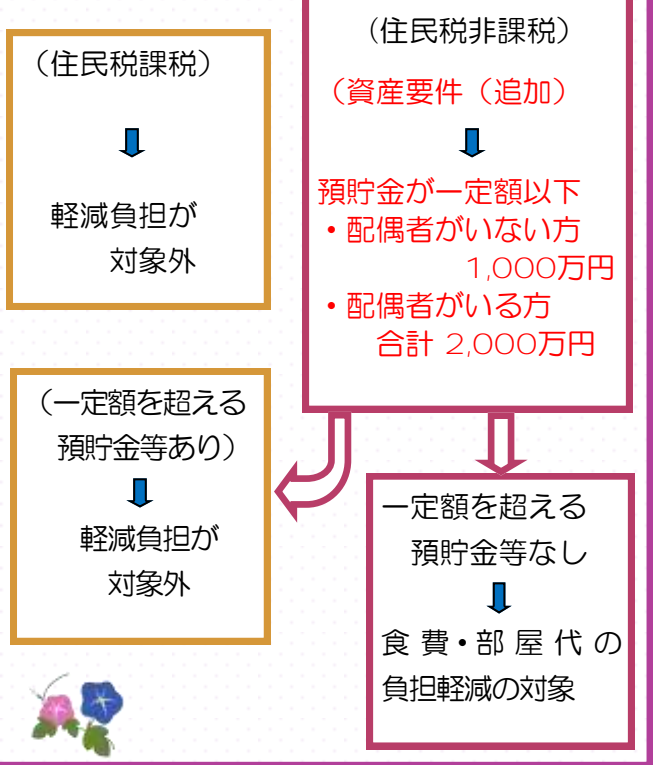 （住民税課税）
軽減負担が
対象外
（住民税非課税）
（資産要件（追加）
預貯金が一定額以下
・配偶者がいない方
1,000万円
・配偶者がいる方
合計 2,000万円
（一定額を超える
預貯金等あり）
軽減負担が
対象外
一定額を超える
預貯金等なし
食費・部屋代の
負担軽減の対象